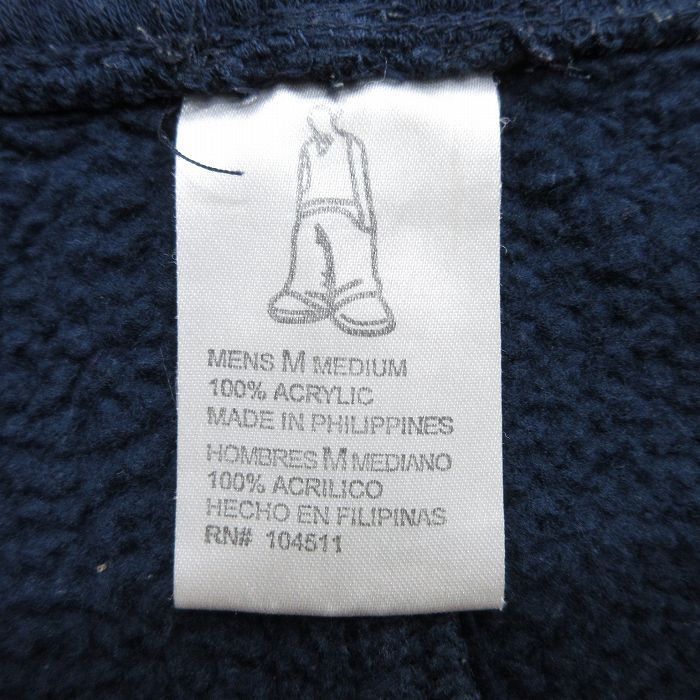 MENS M MEDIUM
100% ACRYLIC
MADE IN PHILIPPINES
HOMBRES M MEDIANO
100% ACRILICO
HECHO EN FILIPINAS
RN# 104511